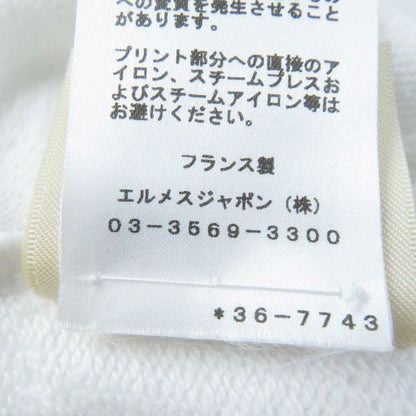 への変質を発生させること
があります。
プリント部分への直接のア
イロン、スチームプレスお
よびスチームアイロン等は
お避けください。
フランス製
エルメスジャポン(株)
03-3569-3300
*36-7743